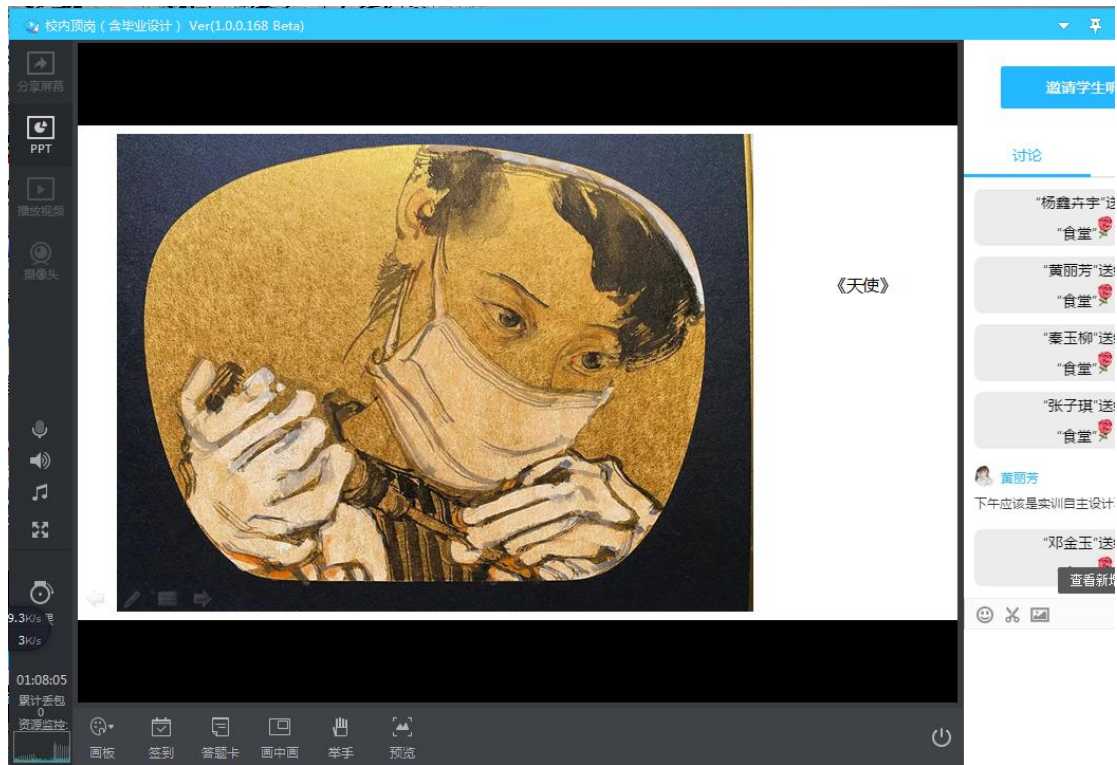 校内顶岗（含毕业设计） Ver(1.0.0.168 Beta)
分享屏幕
PPT
播放视频
摄像头
9.3K/s
3K/s
01:08:05
累计丢包
0
资源监控:
《天使》
画板
签到
答题卡
画中画
举手
预览
邀请学生
讨论
“杨鑫卉宇”送
“食堂”
“黄丽芳”送
“食堂”
“秦玉柳”送
“食堂”
“张子琪”送
“食堂”
黄丽芳
下午应该是实训自主设计
“邓金玉”送
查看新